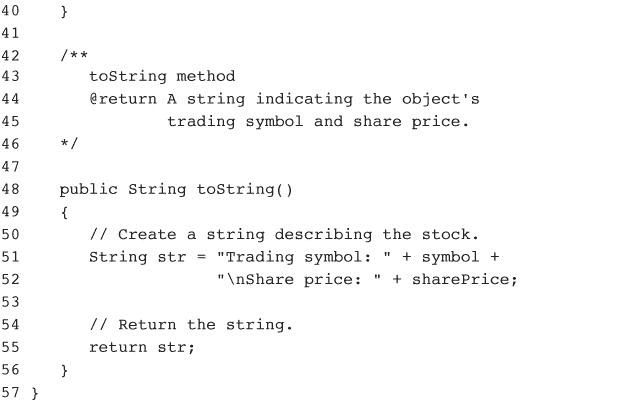 40    }
41
42    /**
43       toString method
44       @return A string indicating the object's
45               trading symbol and share price.
46    */
47
48    public String toString()
49    {
50       // Create a string describing the stock.
51       String str = "Trading symbol: " + symbol +
52                    "\nShare price: " + sharePrice;
53
54       // Return the string.
55       return str;
56    }
57 }